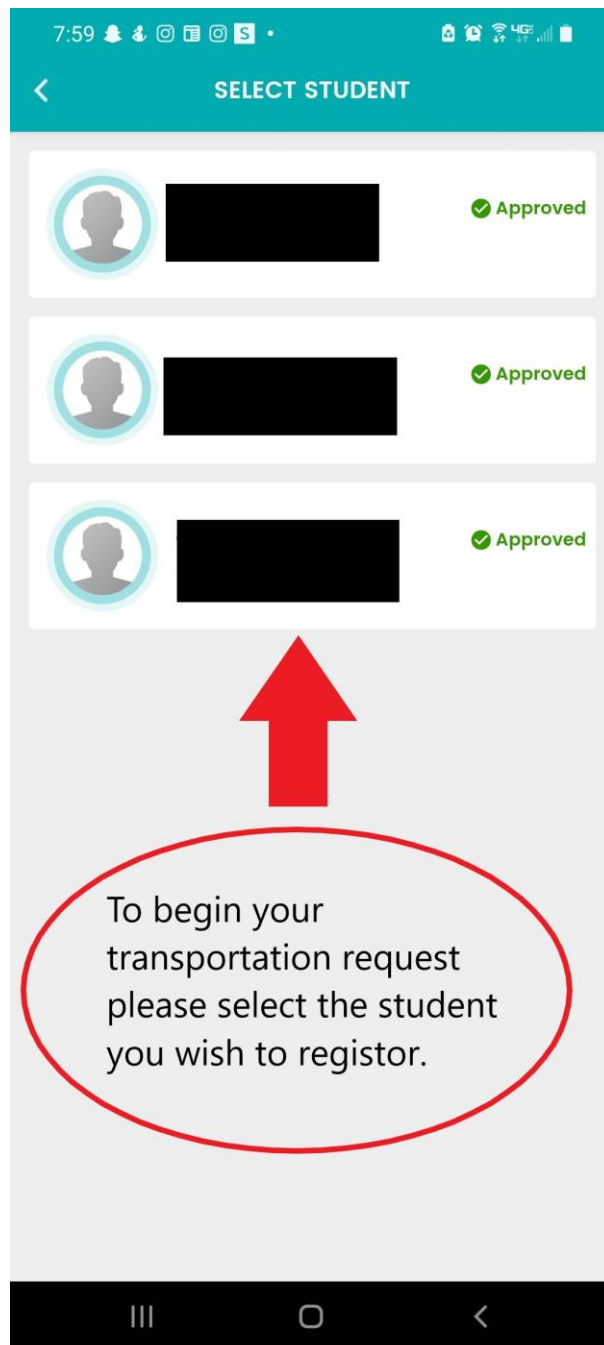 7:59
4GE
SELECT STUDENT
Approved
Approved
Approved
To begin your
transportation request
please select the student
you wish to registor.